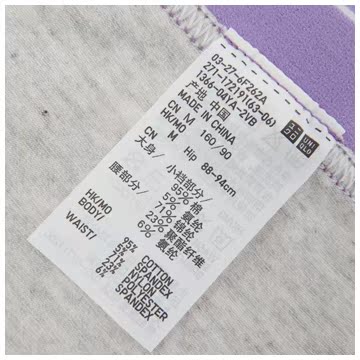 03-27-6F262A
271-172191(63-06)
1366-041A-2VB
产地 中国
MADE IN CHINA
CN M 160/90
HK/MO
CN M Hip 88-94cm
大身/ 小裆部分/
95% 棉
5% 氨纶
腰部分/ 71% 锦纶
23% 聚酯纤维
6% 氨纶
HK/MO
BODY/ 95% COTTON
5% SPANDEX
WAIST/ 71% NYLON
23% POLYESTER
6% SPANDEX
UNI
QLO